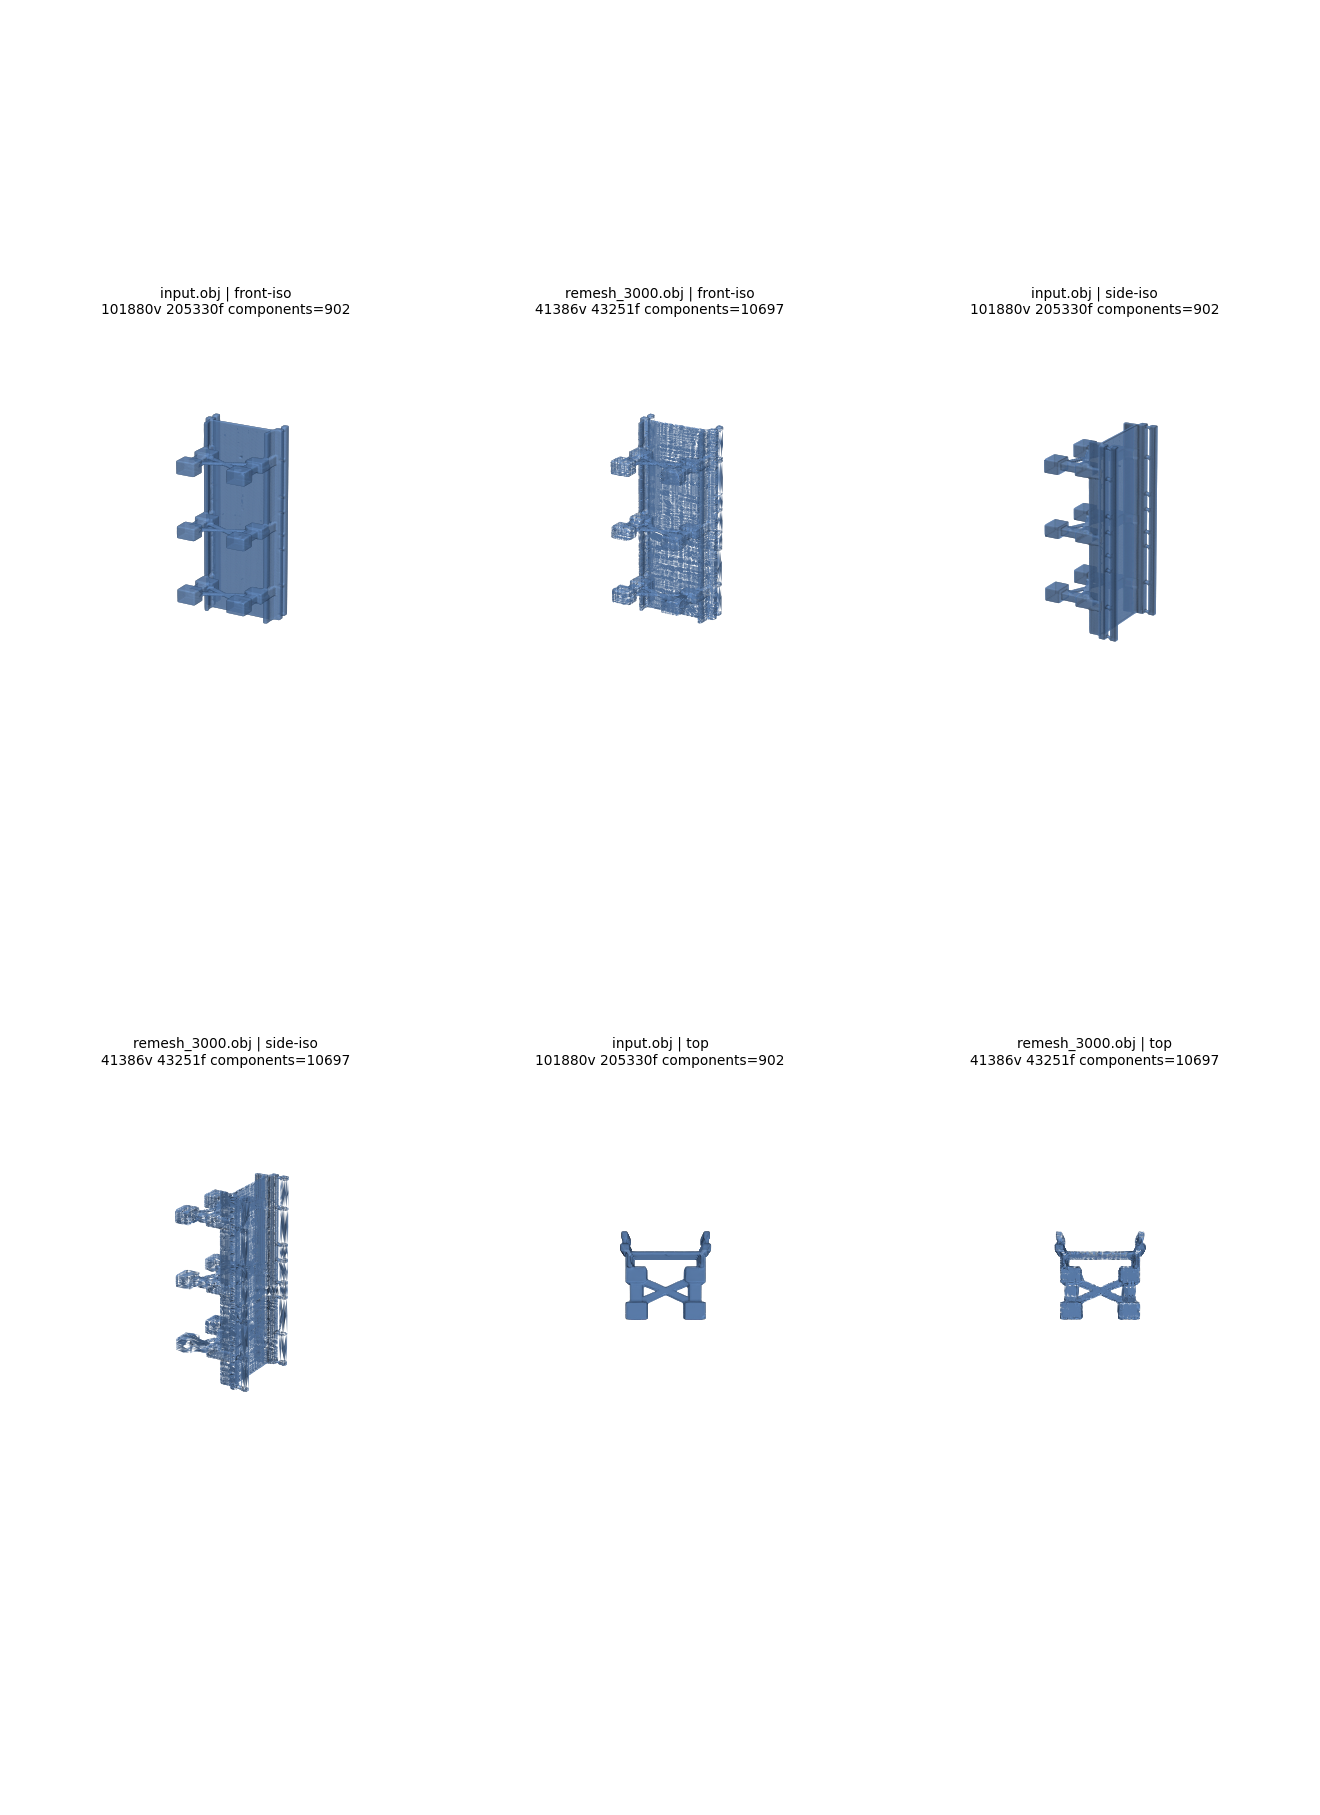 input.obj | front-iso
101880v 205330f components=902
remesh_3000.obj | front-iso
41386v 43251f components=10697
input.obj | side-iso
101880v 205330f components=902
remesh_3000.obj | side-iso
41386v 43251f components=10697
input.obj | top
101880v 205330f components=902
remesh_3000.obj | top
41386v 43251f components=10697